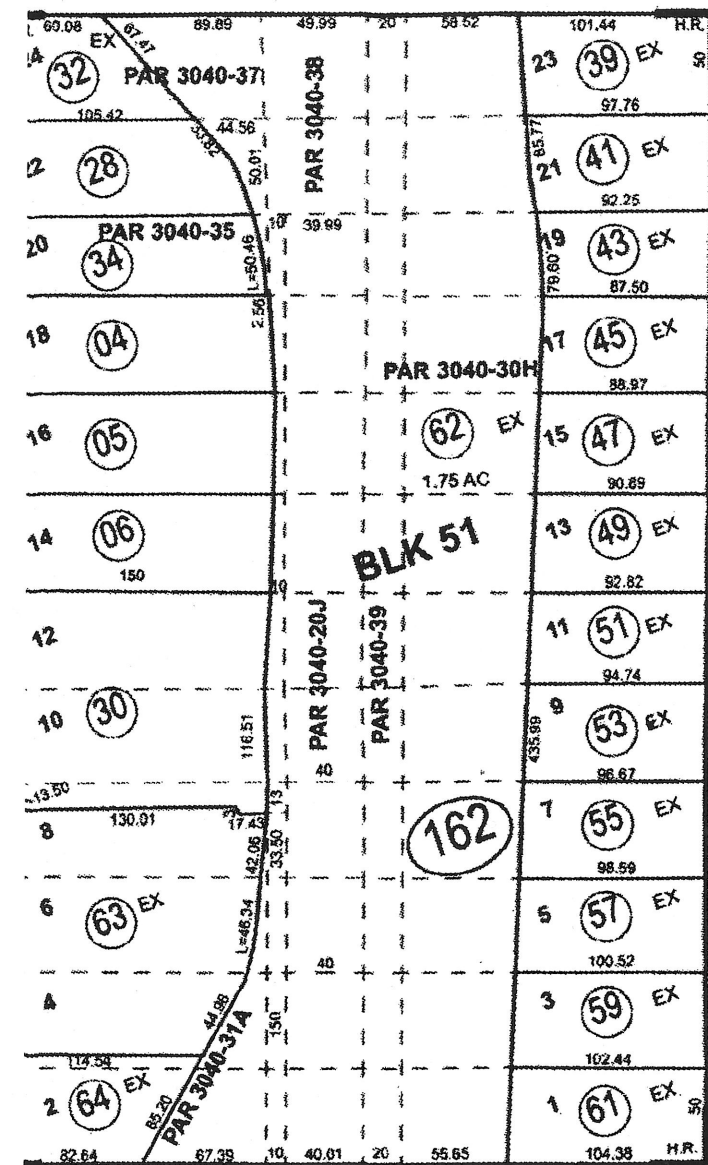 R. 60.08 89.89 49.99 20 58.52 101.44 H.R.
EX 67.47 23 39 EX 50
32 PAR 3040-37 PAR 3040-38
105.42 97.76
44.56 33.82 85.77
22 28 50.01 21 41 EX
92.25
PAR 3040-35 10 39.99
20 34 L=50.46 19 43 EX
79.60 87.50
2.56
18 04 17 45 EX
PAR 3040-30H
88.97
16 05 62 EX 15 47 EX
1.75 AC 90.89
14 06 BLK 51 13 49 EX
150 10 92.82
12 PAR 3040-20J PAR 3040-39 11 51 EX
94.74
10 30 116.51 9 53 EX
435.99
40 96.67
13.50 13
130.01 17.43
8 162 7 55 EX
42.06 33.50
98.59
6 63 EX L=46.34 5 57 EX
40 100.52
4 44.98 150 3 59 EX
PAR 3040-31A
114.54 102.44
2 64 EX 85.20 1 61 EX 50
82.64 67.39 10 40.01 20 55.65 104.38 H.R.